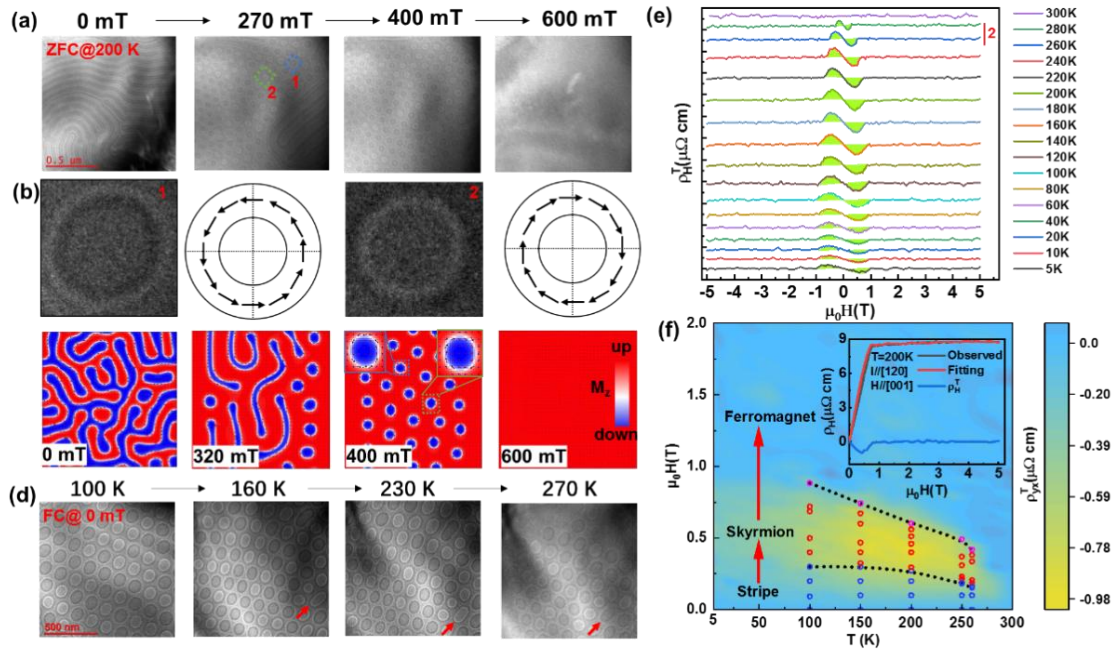 (a)
0 mT
270 mT
400 mT
600 mT
ZFC@200 K
1
2
0.5 μm
(b)
1
2
up
Mz
down
0 mT
320 mT
400 mT
600 mT
(d)
100 K
160 K
230 K
270 K
FC@ 0 mT
500 nm
(e)
2
ρ_H^T(μΩ cm)
-5 -4 -3 -2 -1 0 1 2 3 4 5
μ0H(T)
300K
280K
260K
240K
220K
200K
180K
160K
140K
120K
100K
80K
60K
40K
20K
10K
5K
(f)
2.0
1.5
1.0
0.5
0.0
μ0H(T)
Ferromagnet
Skyrmion
Stripe
0 50 100 150 200 250 300
T (K)
9
6
3
0
ρH(μΩ cm)
T=200K
I//[120]
H//[001]
Observed
Fitting
ρ_H^T
0 1 2 3 4 5
μ0H(T)
0.0
-0.20
-0.39
-0.59
-0.78
-0.98
ρ_yx^T(μΩ cm)